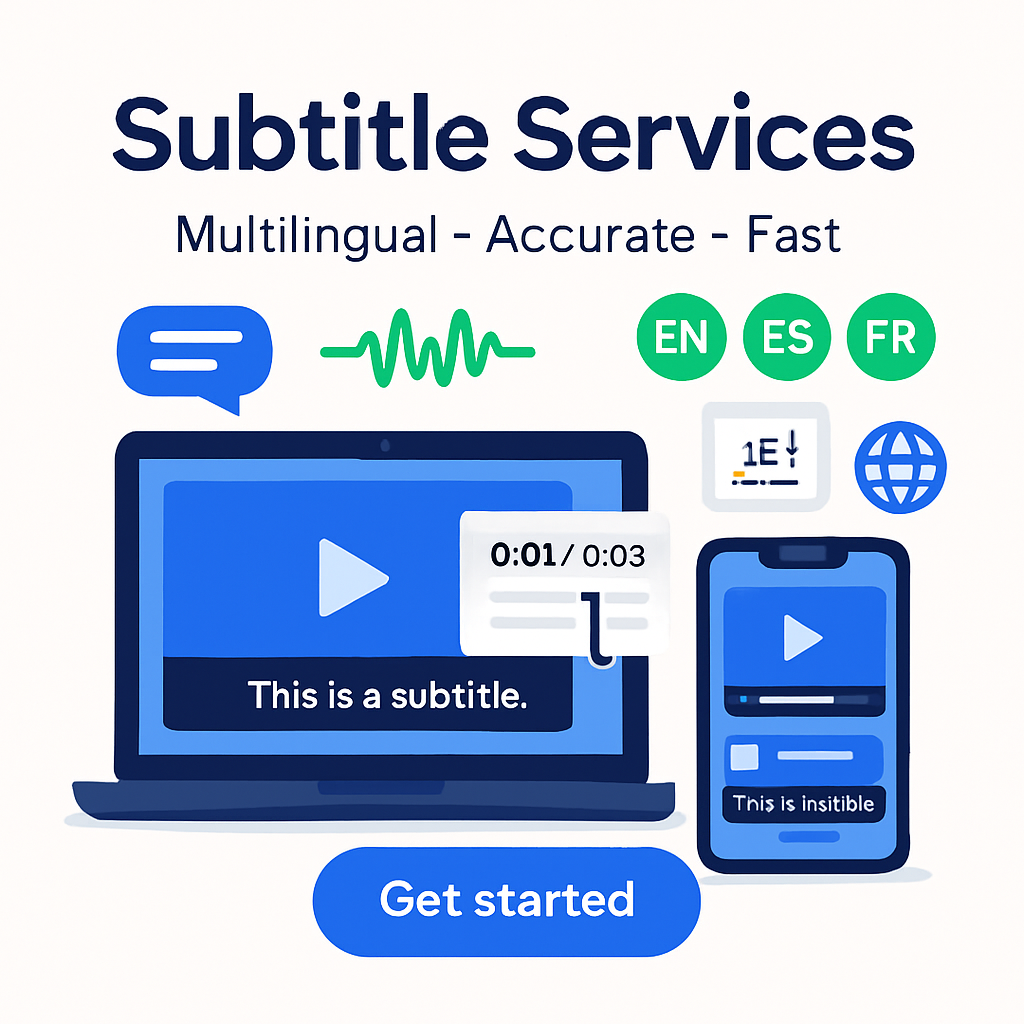 Subtitle Services
Multilingual - Accurate - Fast
EN ES FR
1E
0:01 / 0:03
This is a subtitle.
This is insitible
Get started